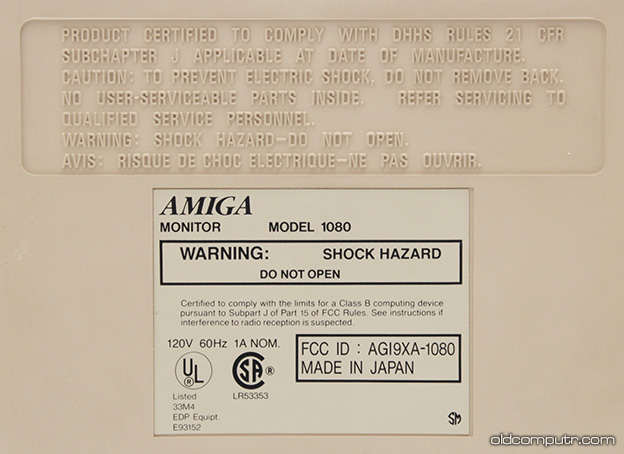 PRODUCT CERTIFIED TO COMPLY WITH DHHS RULES 21 CFR
SUBCHAPTER J APPLICABLE AT DATE OF MANUFACTURE.
CAUTION: TO PREVENT ELECTRIC SHOCK, DO NOT REMOVE BACK.
NO USER-SERVICEABLE PARTS INSIDE. REFER SERVICING TO
QUALIFIED SERVICE PERSONNEL.
WARNING: SHOCK HAZARD-DO NOT OPEN.
AVIS: RISQUE DE CHOC ELECTRIQUE-NE PAS OUVRIR.
AMIGA
MONITOR MODEL 1080
WARNING: SHOCK HAZARD
DO NOT OPEN
Certified to comply with the limits for a Class B computing device
pursuant to Subpart J of Part 15 of FCC Rules. See instructions if
interference to radio reception is suspected.
120V 60Hz 1A NOM.
FCC ID : AGI9XA-1080
MADE IN JAPAN
UL ®
SA ®
Listed
33M4
EDP Equipt.
E93152
LR53353
SM
oldcomputr.com